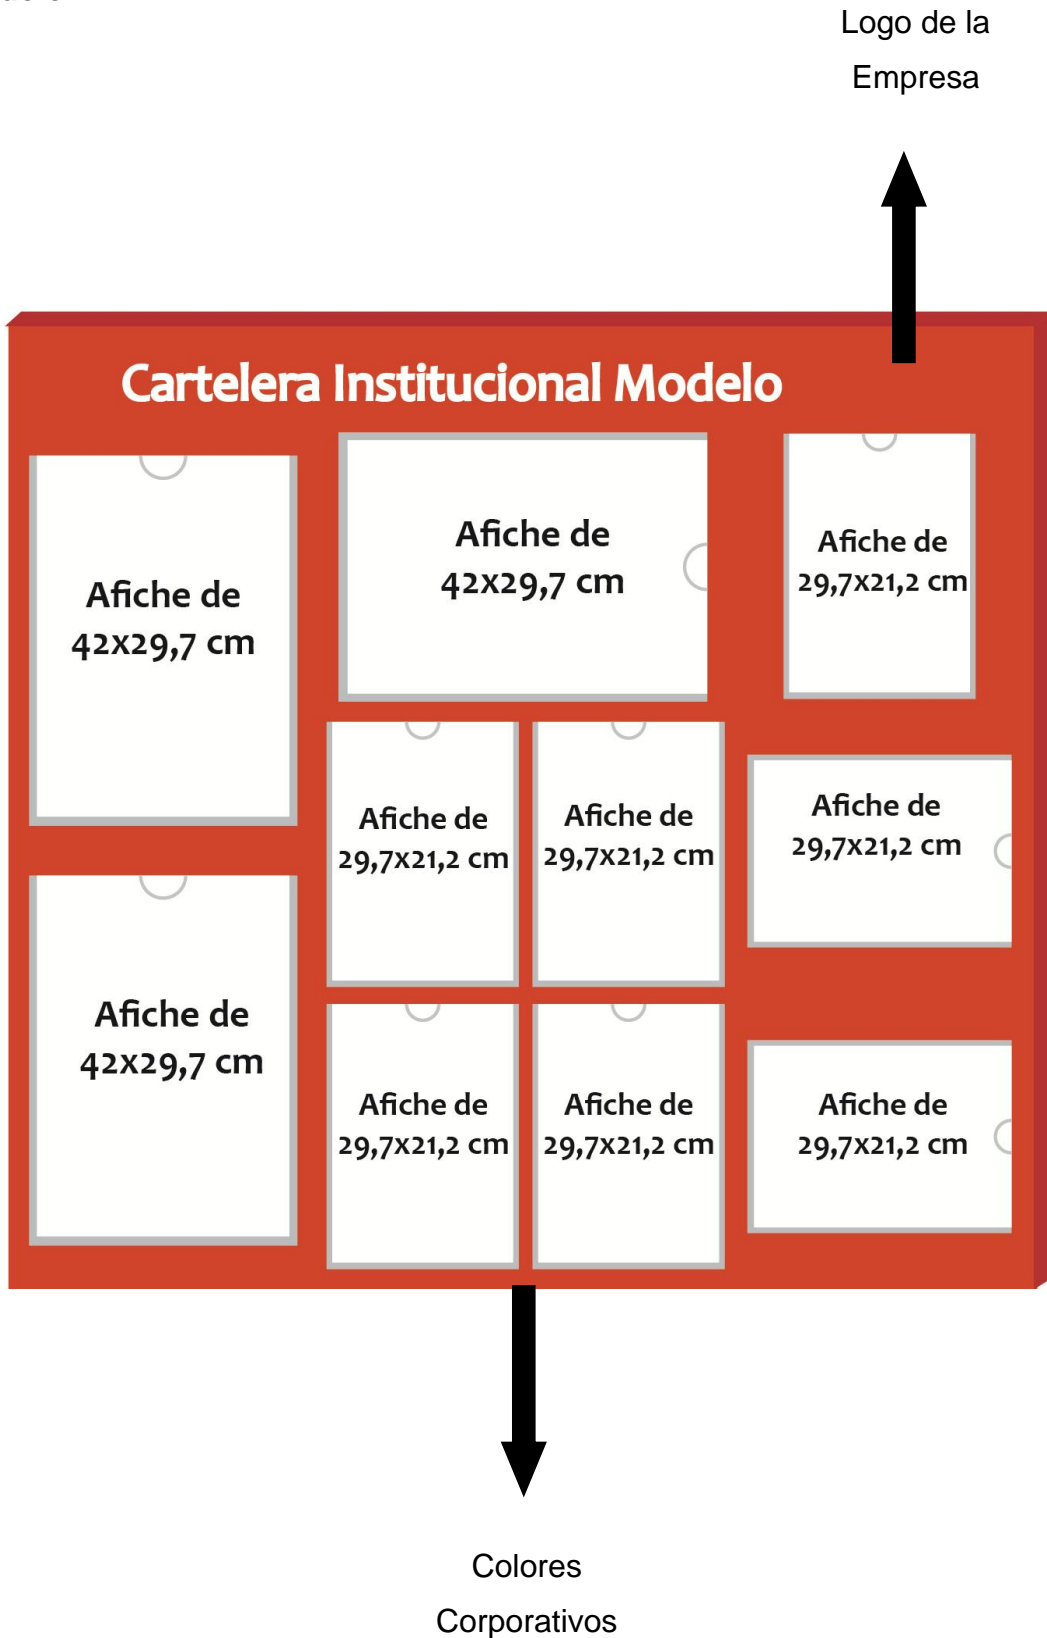 Logo de la
Empresa
Cartelera Institucional Modelo
Afiche de
42x29,7 cm
Afiche de
42x29,7 cm
Afiche de
29,7x21,2 cm
Afiche de
29,7x21,2 cm
Afiche de
29,7x21,2 cm
Afiche de
29,7x21,2 cm
Afiche de
42x29,7 cm
Afiche de
29,7x21,2 cm
Afiche de
29,7x21,2 cm
Afiche de
29,7x21,2 cm
Colores
Corporativos